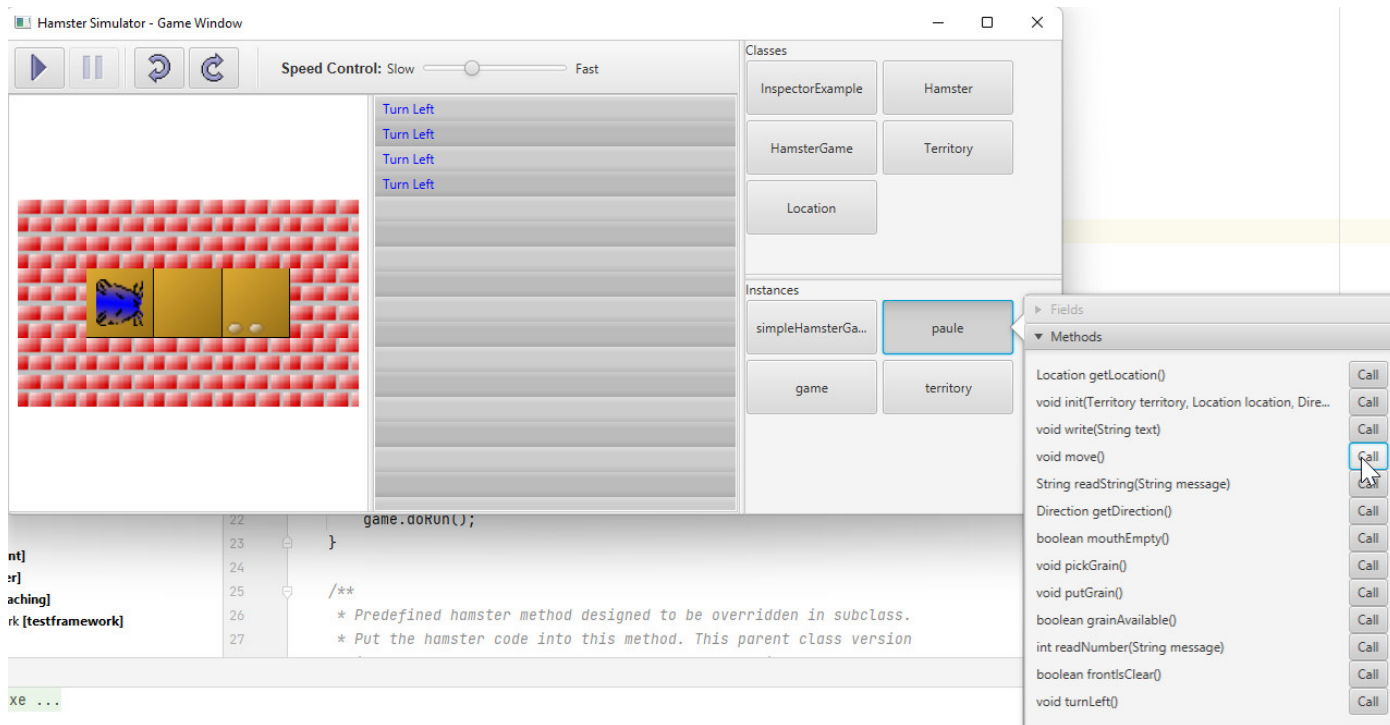 Hamster Simulator - Game Window
Speed Control: Slow Fast
Turn Left
Turn Left
Turn Left
Turn Left
Classes
InspectorExample Hamster
HamsterGame Territory
Location
Instances
simpleHamsterGa... paule
game territory
Fields
Methods
Location getLocation() Call
void init(Territory territory, Location location, Dire... Call
void write(String text) Call
void move() Call
String readString(String message) Call
Direction getDirection() Call
boolean mouthEmpty() Call
void pickGrain() Call
void putGrain() Call
boolean grainAvailable() Call
int readNumber(String message) Call
boolean frontIsClear() Call
void turnLeft() Call
22 game.doRun();
23 }
24
25 /**
26 * Predefined hamster method designed to be overridden in subclass.
27 * Put the hamster code into this method. This parent class version
nt]
er]
aching]
rk [testframework]
xe ...